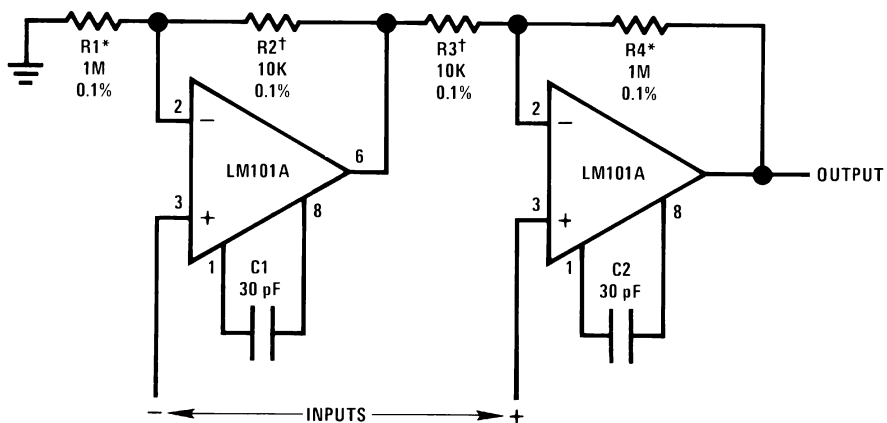 R1*
1M
0.1%
R2†
10K
0.1%
R3†
10K
0.1%
R4*
1M
0.1%
2
−
LM101A
6
3
+
8
1
C1
30 pF
2
−
LM101A
OUTPUT
3
+
8
1
C2
30 pF
− INPUTS +